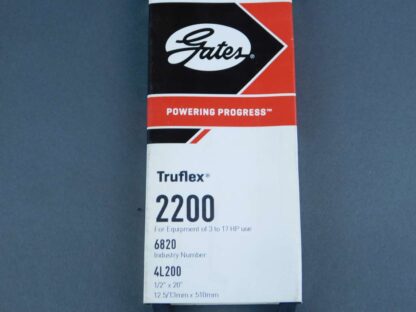 Gates®
POWERING PROGRESS™
Truflex®
2200
For Equipment of 3 to 17 HP use
6820
Industry Number
4L200
1/2" x 20"
12.5/13mm x 510mm